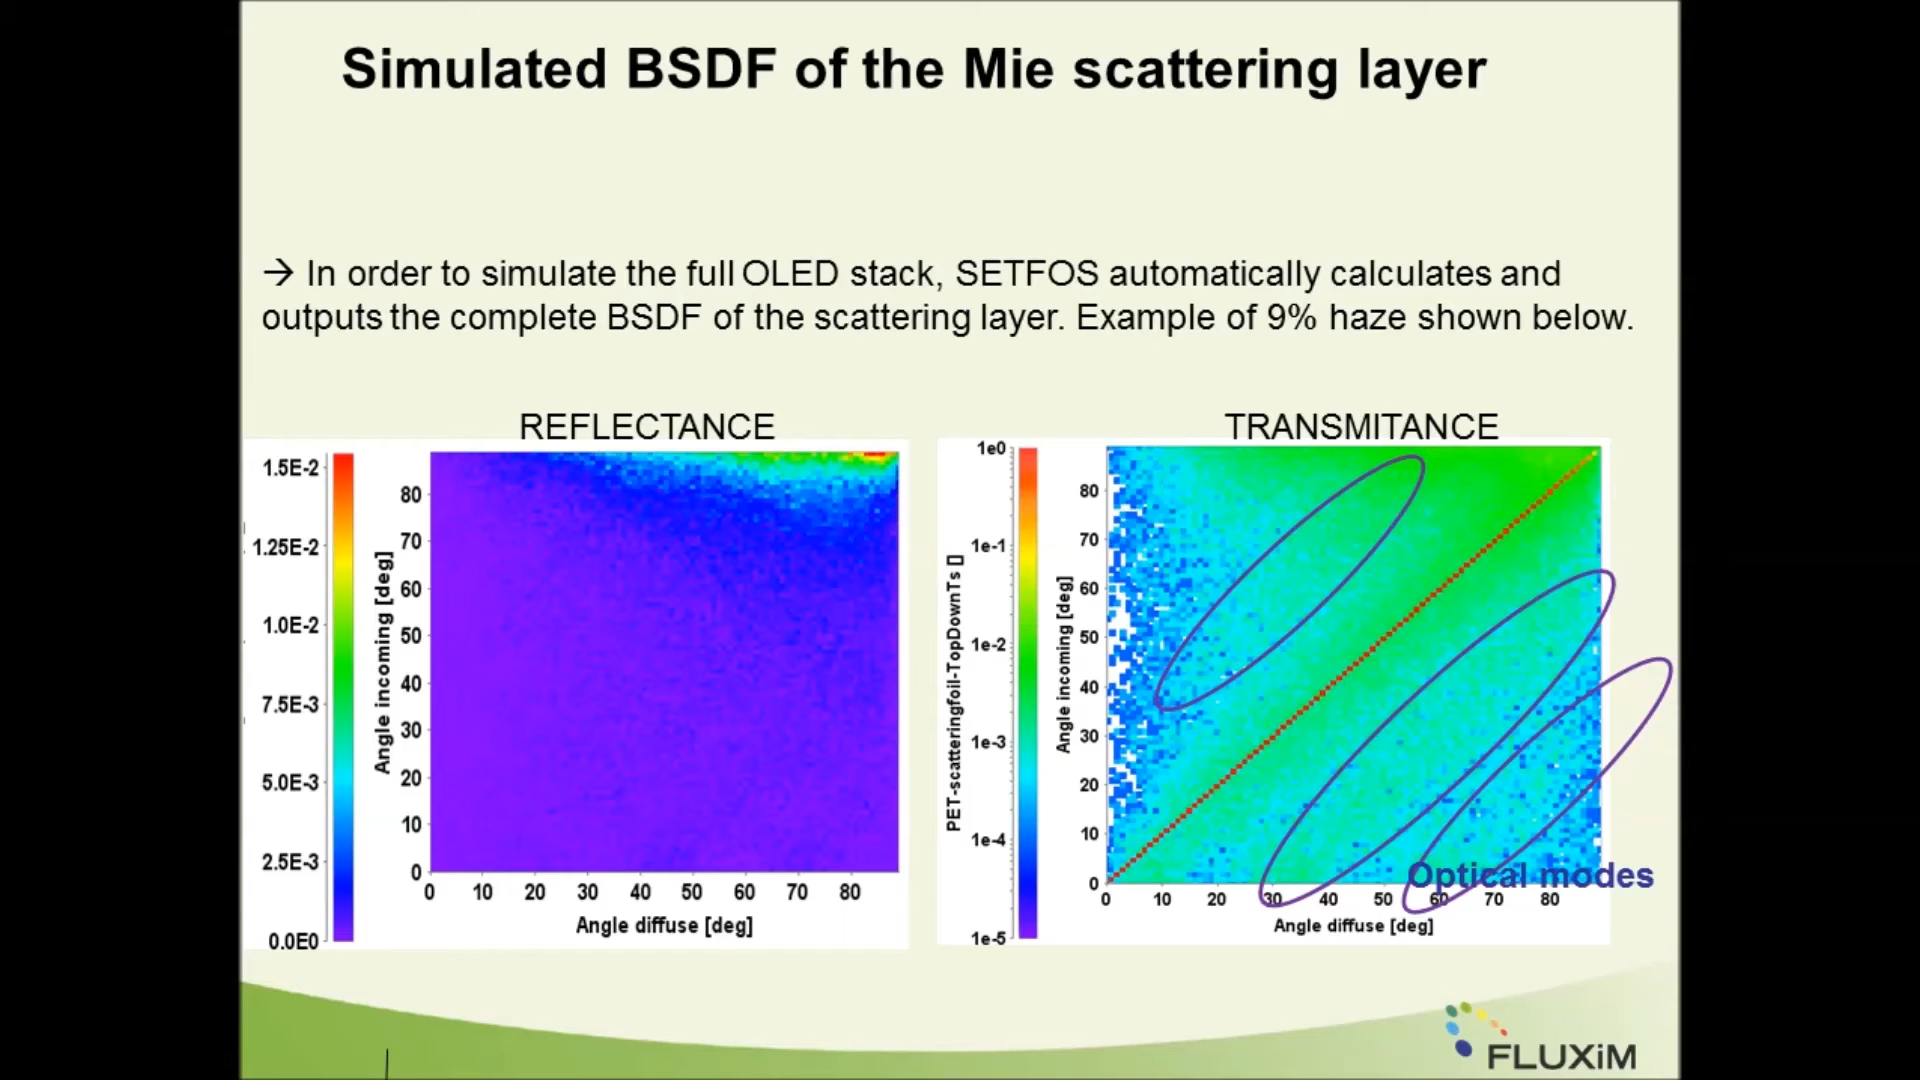 Simulated BSDF of the Mie scattering layer
→ In order to simulate the full OLED stack, SETFOS automatically calculates and
outputs the complete BSDF of the scattering layer. Example of 9% haze shown below.
REFLECTANCE
1.5E-2
1.25E-2
1.0E-2
7.5E-3
5.0E-3
2.5E-3
0.0E0
Angle incoming [deg]
80
70
60
50
40
30
20
10
0
0 10 20 30 40 50 60 70 80
Angle diffuse [deg]
TRANSMITANCE
1e0
1e-1
1e-2
1e-3
1e-4
1e-5
PET-scatteringfoil-TopDownTs []
Angle incoming [deg]
80
70
60
50
40
30
20
10
0
0 10 20 30 40 50 60 70 80
Angle diffuse [deg]
Optical modes
FLUXiM